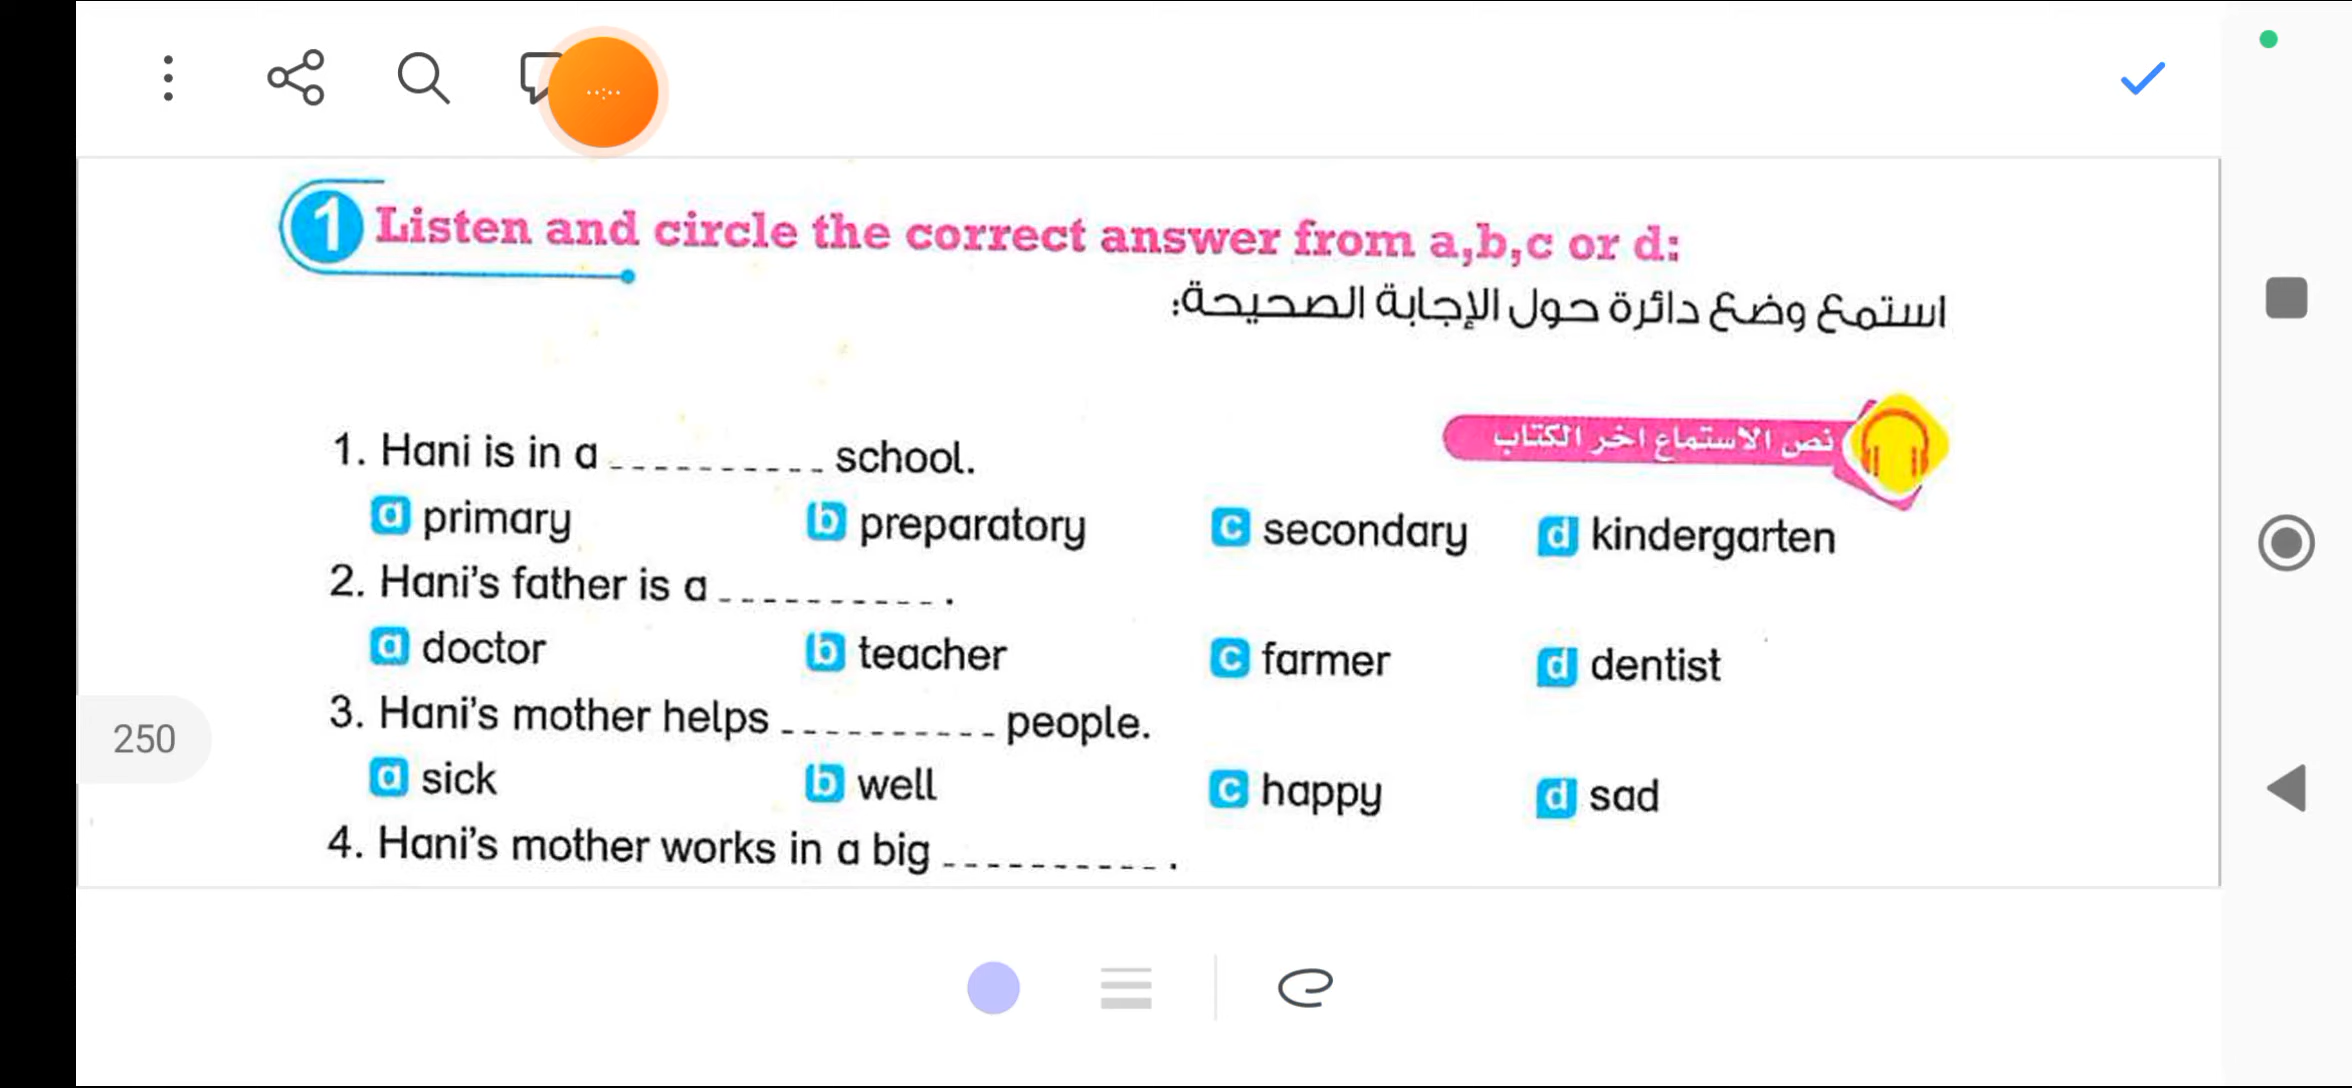 1 Listen and circle the correct answer from a,b,c or d:
استمع وضع دائرة حول الإجابة الصحيحة:
نص الاستماع اخر الكتاب
1. Hani is in a __________ school.
a primary b preparatory c secondary d kindergarten
2. Hani's father is a __________ .
a doctor b teacher c farmer d dentist
3. Hani's mother helps __________ people.
a sick b well c happy d sad
250
4. Hani's mother works in a big __________ .